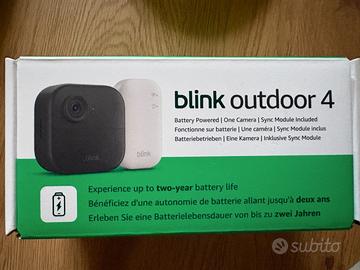 blink outdoor 4
Battery Powered | One Camera | Sync Module Included
Fonctionne sur batterie | Une caméra | Sync Module inclus
Batteriebetrieben | Eine Kamera | Inklusive Sync Module
blink
blink
Experience up to two-year battery life
Bénéficiez d'une autonomie de batterie allant jusqu'à deux ans
Erleben Sie eine Batterielebensdauer von bis zu zwei Jahren
subito